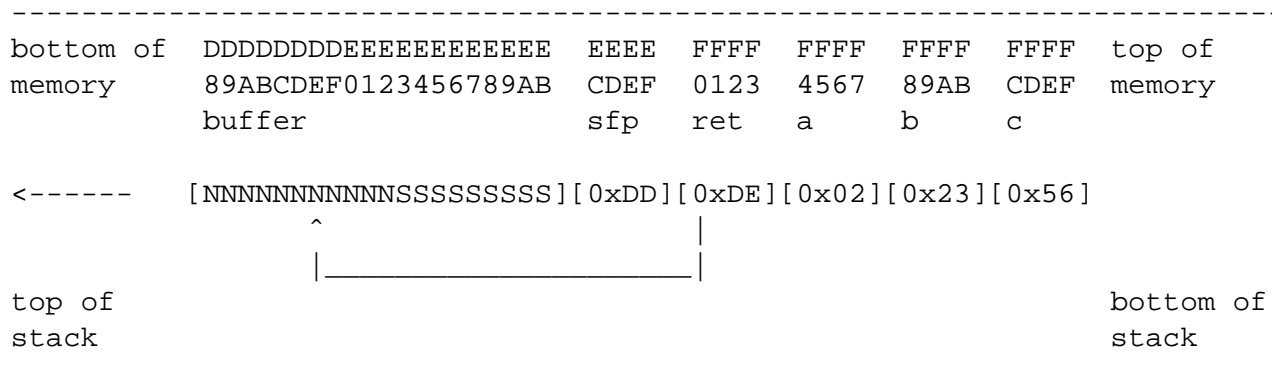 ------------------------------------------------------------------------
bottom of  DDDDDDDDEEEEEEEEEEEE  EEEE  FFFF  FFFF  FFFF  FFFF  top of
memory     89ABCDEF0123456789AB  CDEF  0123  4567  89AB  CDEF  memory
           buffer                sfp   ret   a     b     c
<------   [NNNNNNNNNNNSSSSSSSSS][0xDD][0xDE][0x02][0x23][0x56]
                 ^                     |
                 |_____________________|
top of                                                         bottom of
stack                                                          stack